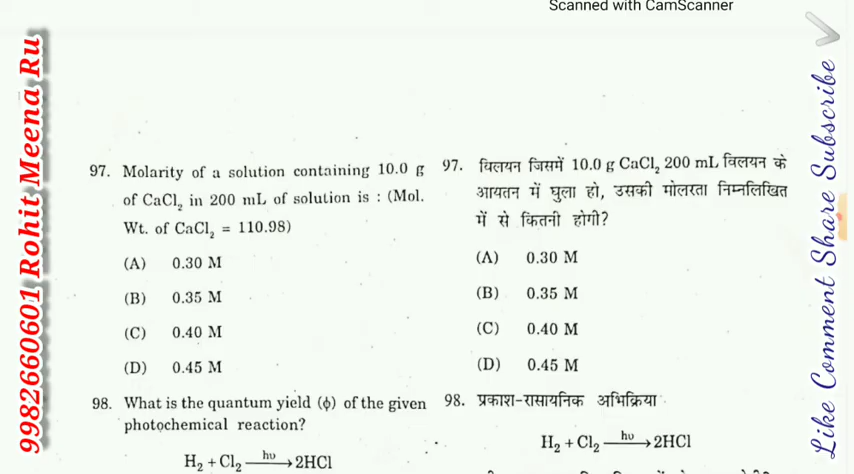 Scanned with CamScanner
9982660601 Rohit Meena Ru
97. Molarity of a solution containing 10.0 g
of CaCl₂ in 200 mL of solution is : (Mol.
Wt. of CaCl₂ = 110.98)
(A) 0.30 M
(B) 0.35 M
(C) 0.40 M
(D) 0.45 M
98. What is the quantum yield (ϕ) of the given
photochemical reaction?
H₂ + Cl₂ —hυ→ 2HCl
97. विलयन जिसमें 10.0 g CaCl₂ 200 mL विलयन के
आयतन में घुला हो, उसकी मोलरता निम्नलिखित
में से कितनी होगी?
(A) 0.30 M
(B) 0.35 M
(C) 0.40 M
(D) 0.45 M
98. प्रकाश-रासायनिक अभिक्रिया
H₂ + Cl₂ —hυ→ 2HCl
Like Comment Share Subscribe